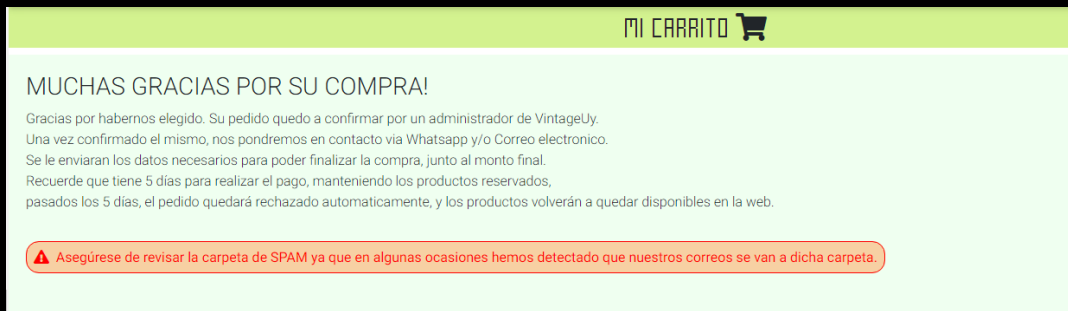 MI CARRITO
MUCHAS GRACIAS POR SU COMPRA!
Gracias por habernos elegido. Su pedido quedo a confirmar por un administrador de VintageUy.
Una vez confirmado el mismo, nos pondremos en contacto via Whatsapp y/o Correo electronico.
Se le enviaran los datos necesarios para poder finalizar la compra, junto al monto final.
Recuerde que tiene 5 días para realizar el pago, manteniendo los productos reservados,
pasados los 5 días, el pedido quedará rechazado automaticamente, y los productos volverán a quedar disponibles en la web.
Asegúrese de revisar la carpeta de SPAM ya que en algunas ocasiones hemos detectado que nuestros correos se van a dicha carpeta.